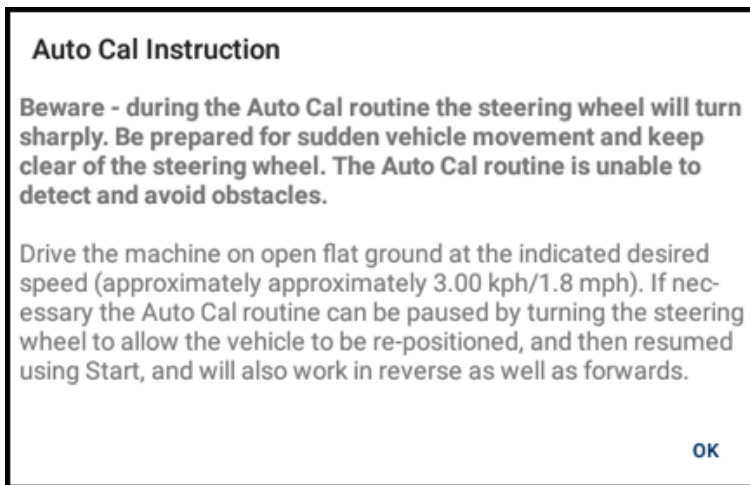 Auto Cal Instruction
Beware - during the Auto Cal routine the steering wheel will turn
sharply. Be prepared for sudden vehicle movement and keep
clear of the steering wheel. The Auto Cal routine is unable to
detect and avoid obstacles.
Drive the machine on open flat ground at the indicated desired
speed (approximately approximately 3.00 kph/1.8 mph). If nec-
essary the Auto Cal routine can be paused by turning the steering
wheel to allow the vehicle to be re-positioned, and then resumed
using Start, and will also work in reverse as well as forwards.
OK